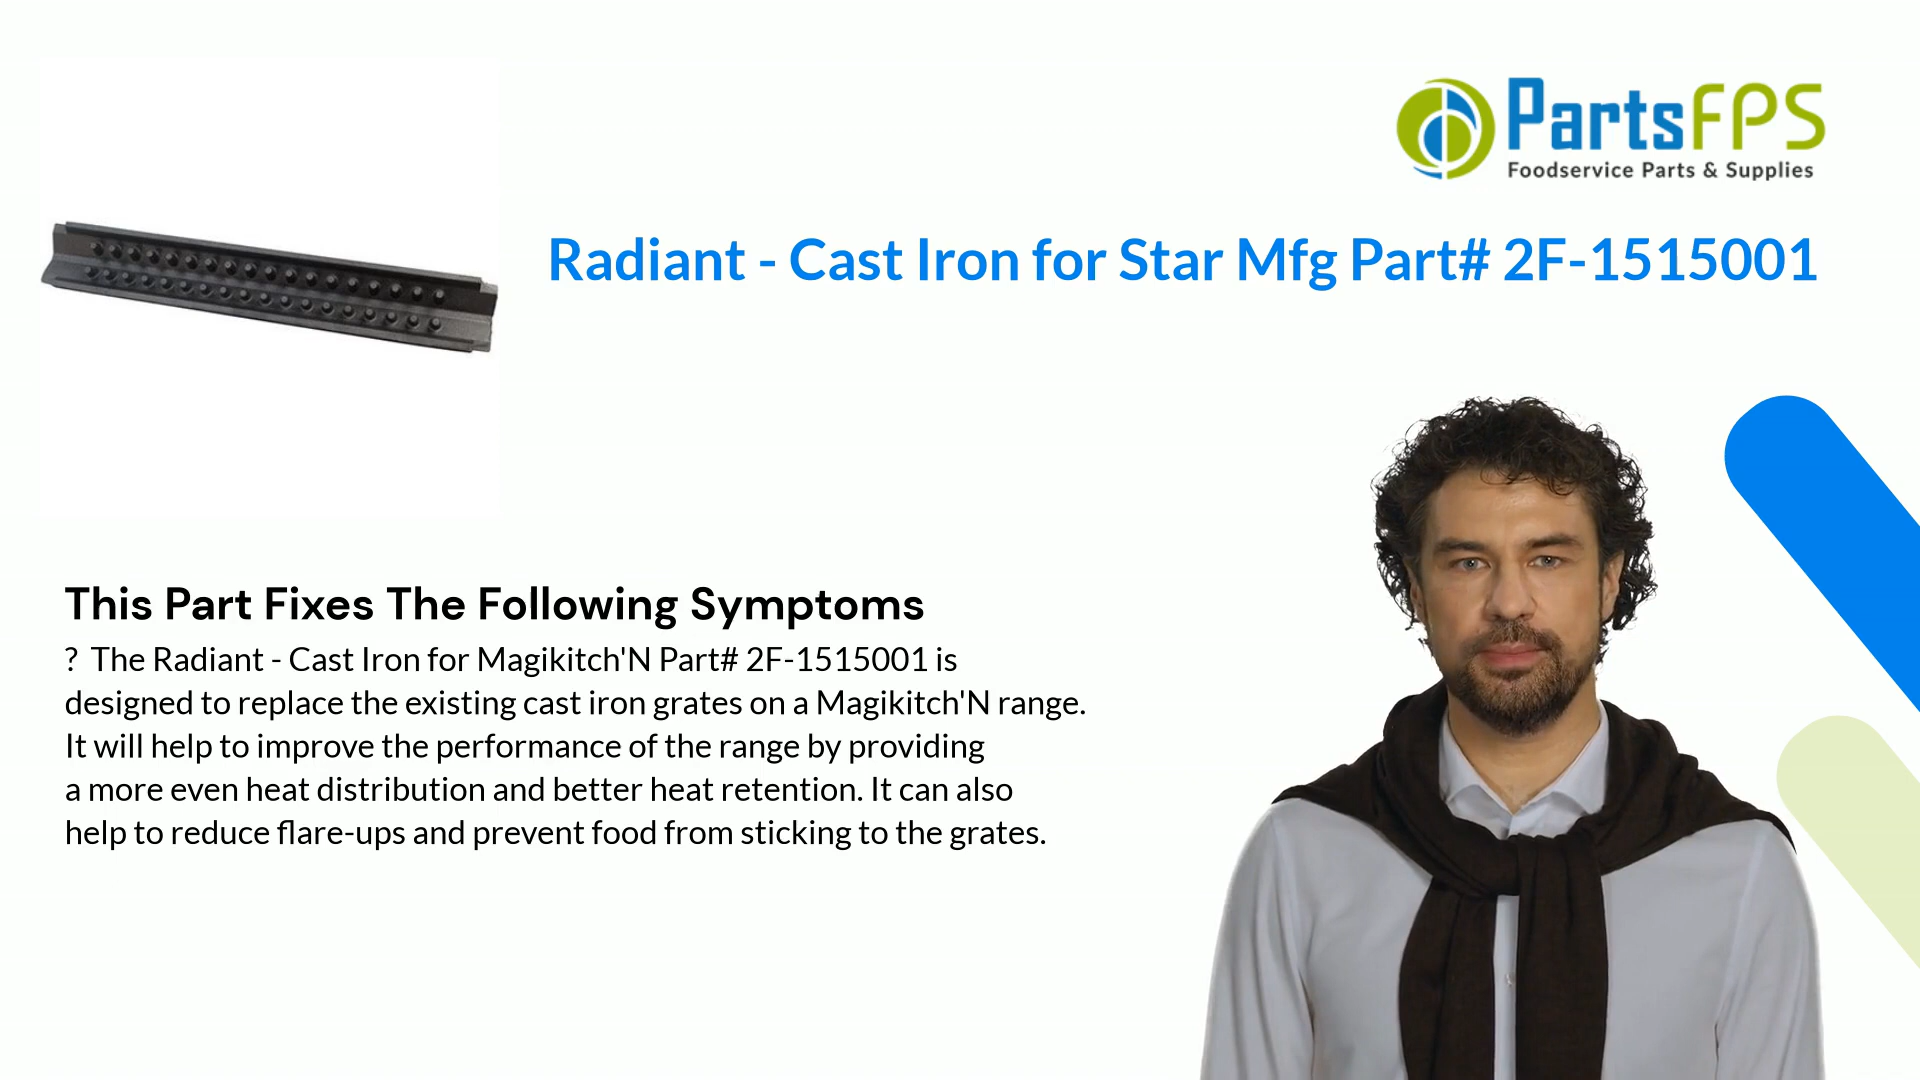 PartsFPS
Foodservice Parts & Supplies
Radiant - Cast Iron for Star Mfg Part# 2F-1515001
This Part Fixes The Following Symptoms
? The Radiant - Cast Iron for Magikitch'N Part# 2F-1515001 is
designed to replace the existing cast iron grates on a Magikitch'N range.
It will help to improve the performance of the range by providing
a more even heat distribution and better heat retention. It can also
help to reduce flare-ups and prevent food from sticking to the grates.